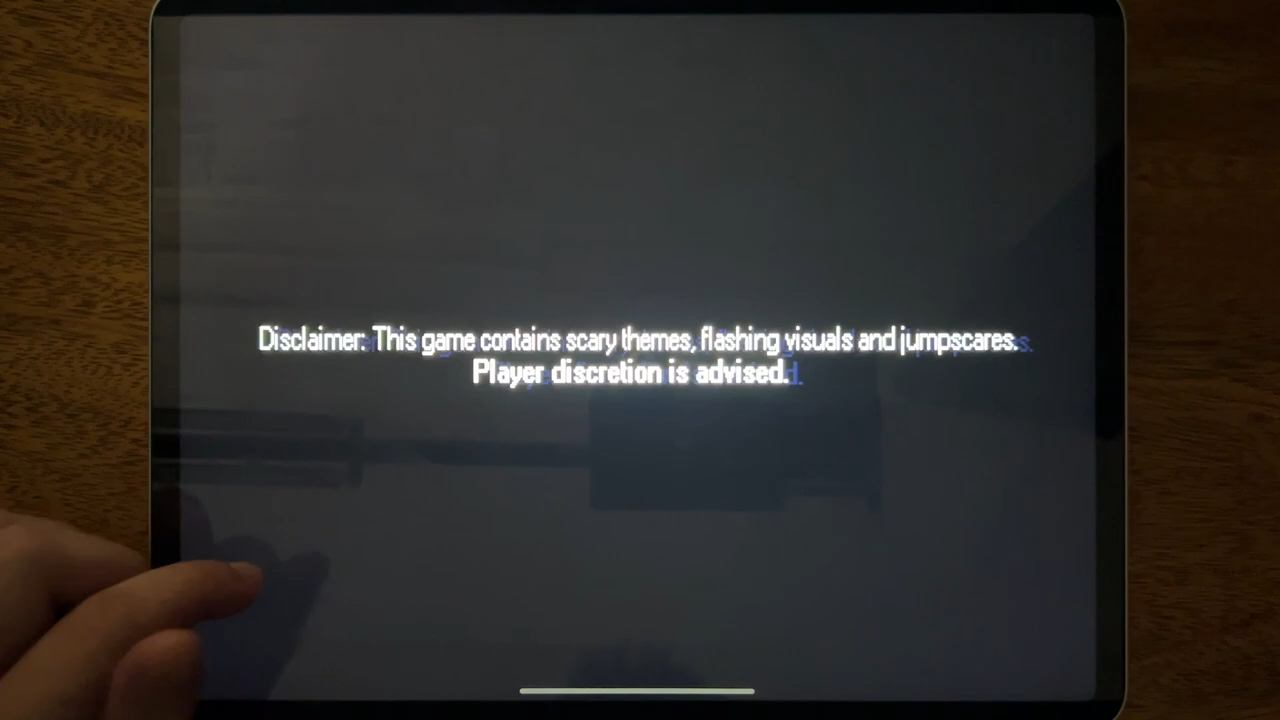 Disclaimer: This game contains scary themes, flashing visuals and jumpscares.
Player discretion is advised.